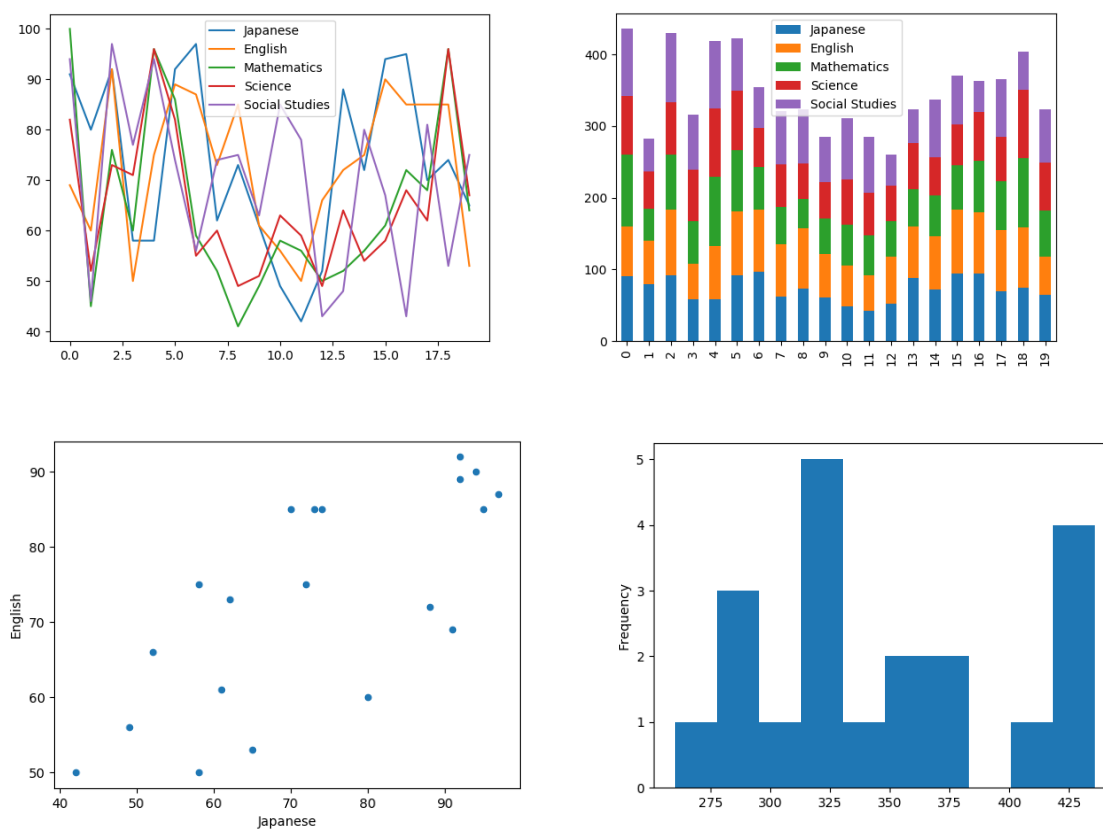 100
90
80
70
60
50
40
0.0 2.5 5.0 7.5 10.0 12.5 15.0 17.5
Japanese
English
Mathematics
Science
Social Studies
400
300
200
100
0
0 1 2 3 4 5 6 7 8 9 10 11 12 13 14 15 16 17 18 19
Japanese
English
Mathematics
Science
Social Studies
90
80
70
60
50
English
40 50 60 70 80 90
Japanese
5
4
3
2
1
0
Frequency
275 300 325 350 375 400 425